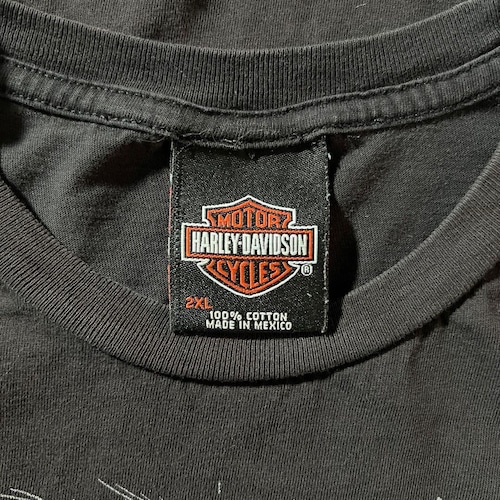 MOTOR
HARLEY-DAVIDSON
CYCLES ®
2XL
100% COTTON
MADE IN MEXICO